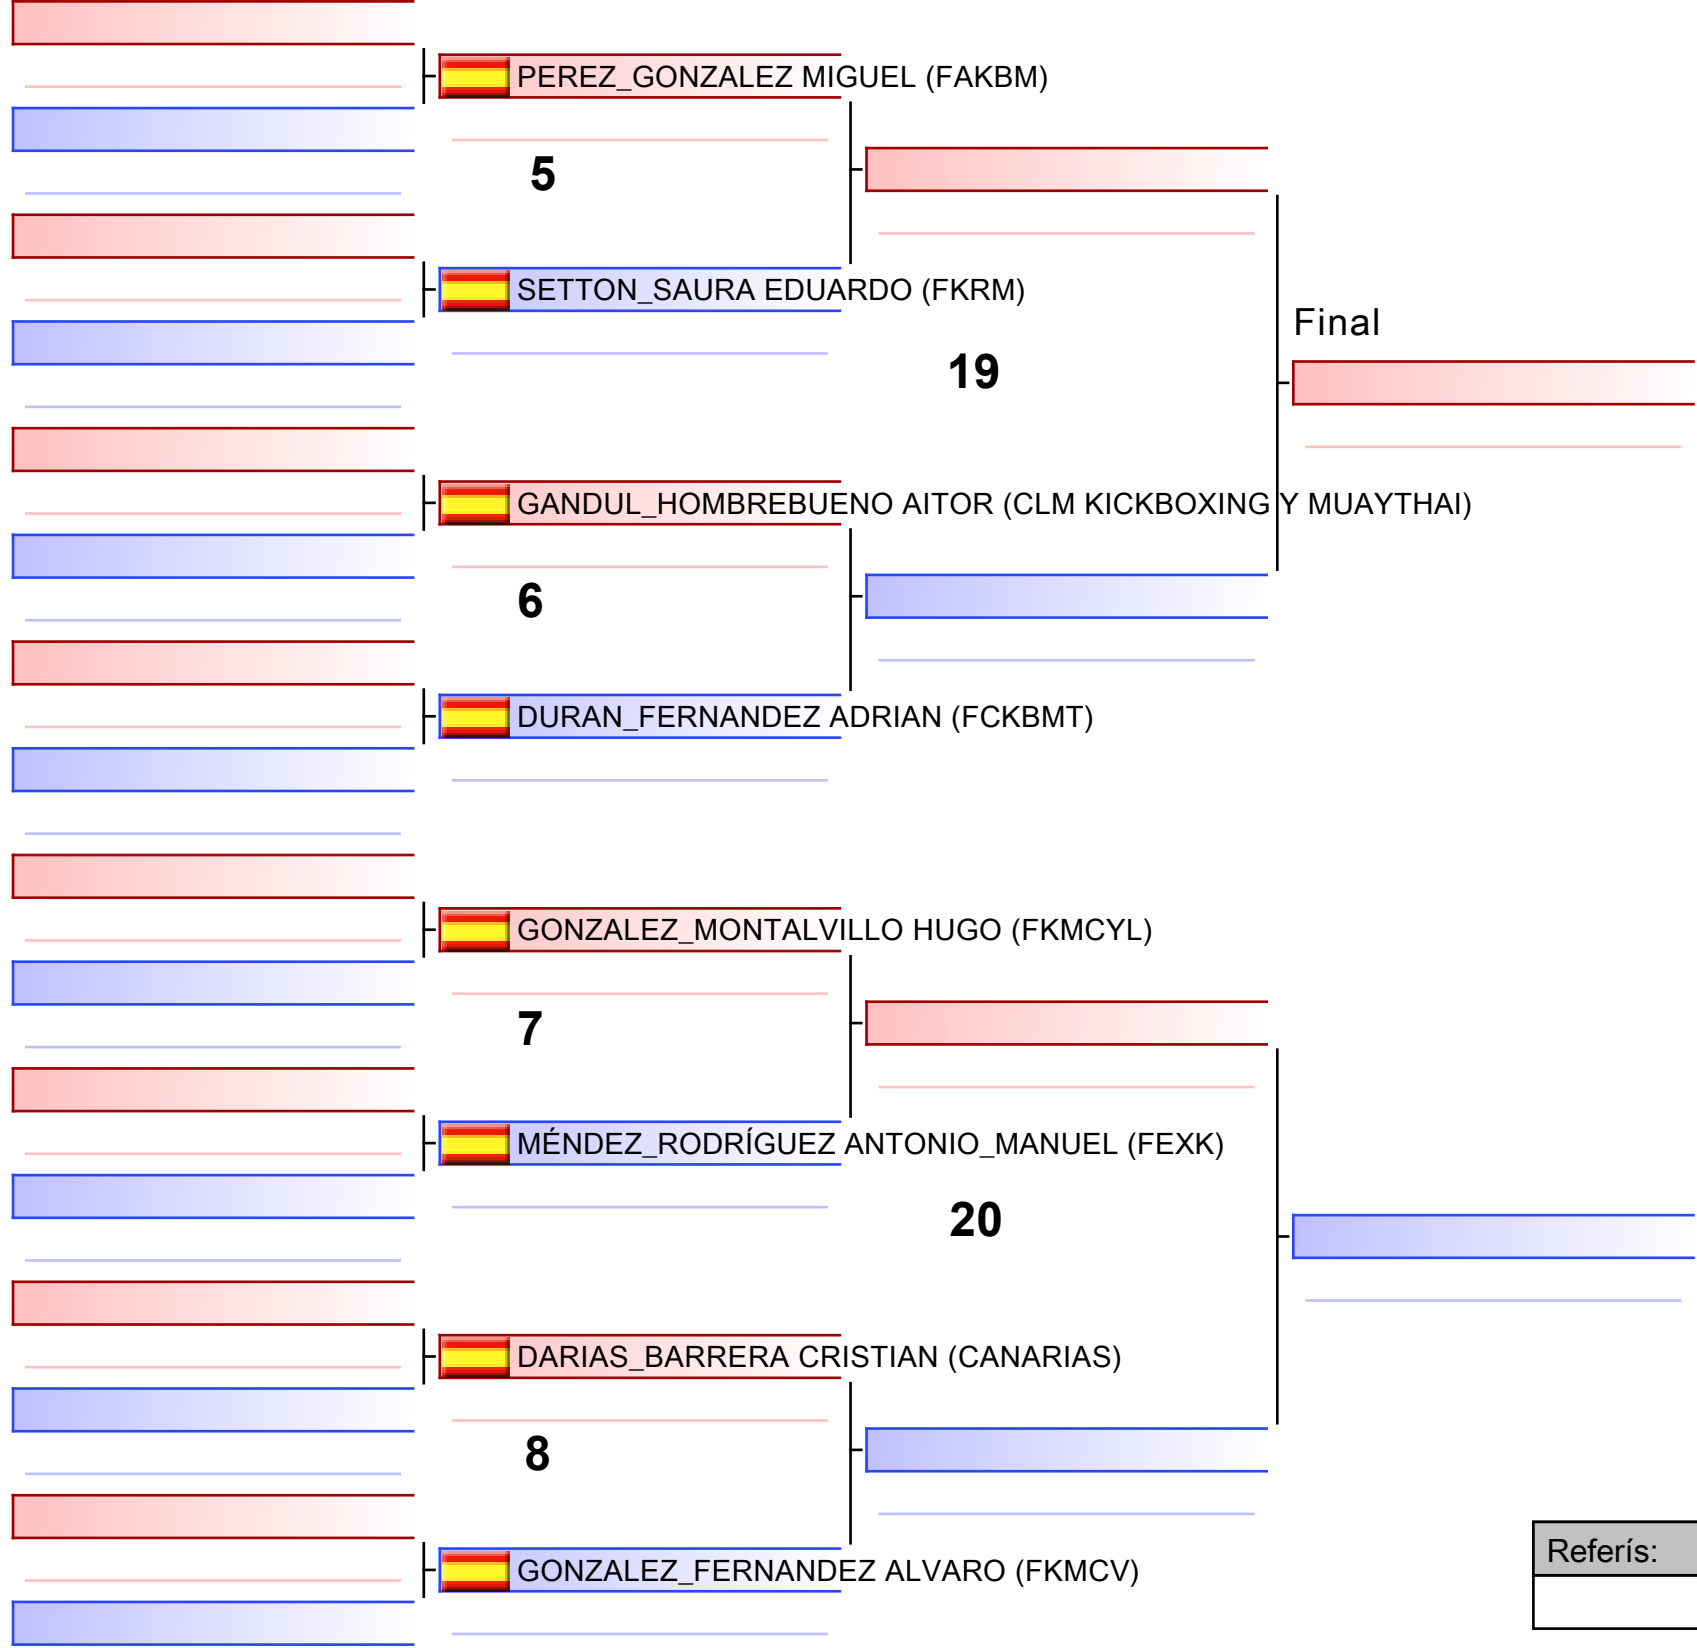 PEREZ_GONZALEZ MIGUEL (FAKBM)
5
SETTON_SAURA EDUARDO (FKRM)
Final
19
GANDUL_HOMBREBUENO AITOR (CLM KICKBOXING Y MUAYTHAI)
6
DURAN_FERNANDEZ ADRIAN (FCKBMT)
GONZALEZ_MONTALVILLO HUGO (FKMCYL)
7
MÉNDEZ_RODRÍGUEZ ANTONIO_MANUEL (FEXK)
20
DARIAS_BARRERA CRISTIAN (CANARIAS)
8
GONZALEZ_FERNANDEZ ALVARO (FKMCV)
Referís: